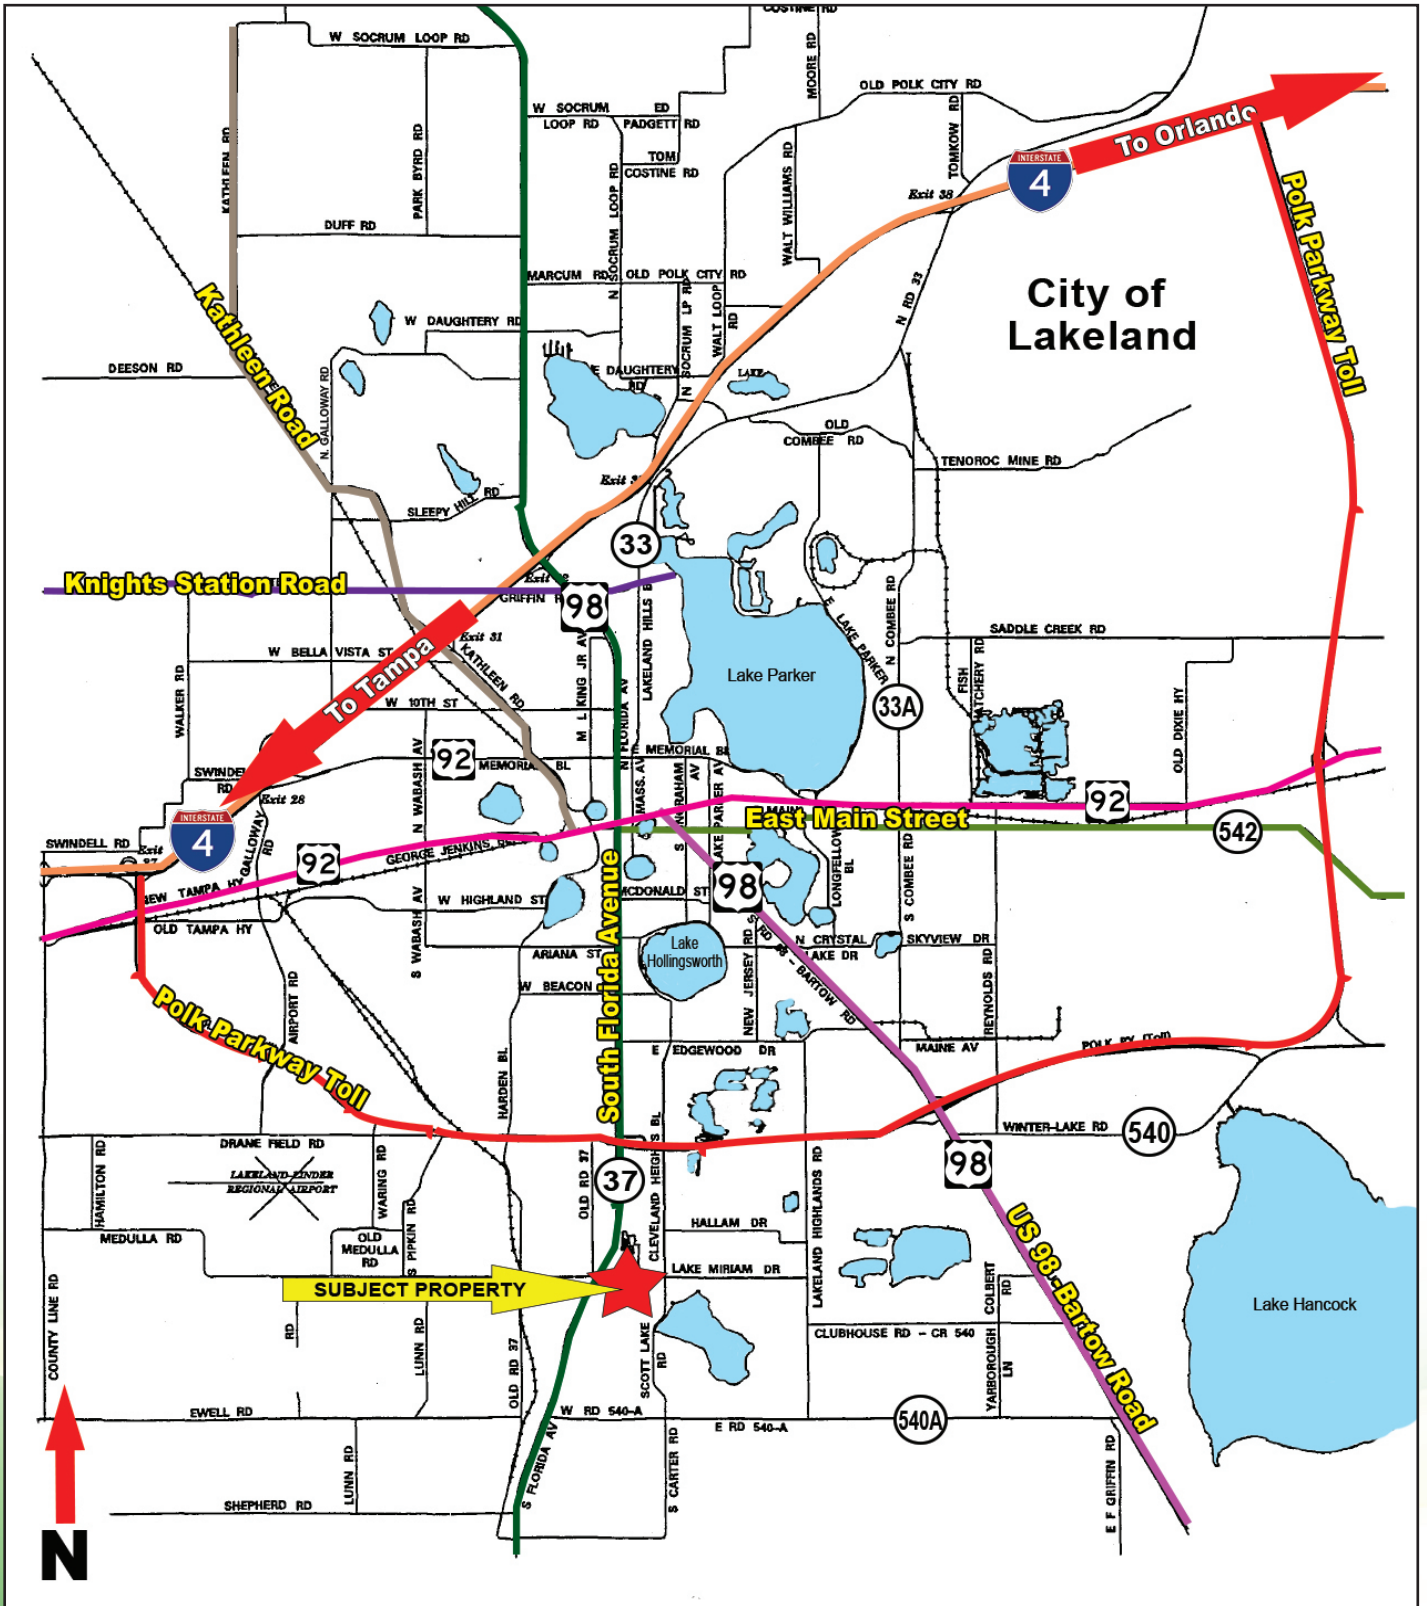 COSTINE RD
W SOCRUM LOOP RD
MOORE RD
OLD POLK CITY RD
W SOCRUM
LOOP RD
ED
PADGETT RD
TOM
COSTINE RD
KATHLEEN RD
PARK BYRD RD
N SOCRUM LOOP RD
WALT WILLIAMS RD
TOMKOW RD
To Orlando
INTERSTATE
4
Exit 38
DUFF RD
Polk Parkway Toll
MARCUM RD
OLD POLK CITY RD
N SOCRUM LP RD
WALT LOOP
RD
N RD 33
City of
Lakeland
Kathleen Road
W DAUGHTERY RD
DEESON RD
E DAUGHTERY
RD
LAKE
N. GALLOWAY RD
OLD
COMBEE RD
TENOROC MINE RD
SLEEPY HILL RD
33
Knights Station Road
98
Exit 31
KATHLEEN RD
W BELLA VISTA ST
To Tampa
WALKER RD
W 10TH ST
M L KING JR AV
N FLORIDA AV
LAKELAND HILLS B
Lake Parker
E LAKE PARKER
N COMBEE RD
33A
SADDLE CREEK RD
FISH
HATCHERY RD
OLD DIXIE HY
92
MEMORIAL BL
E MEMORIAL BL
N WABASH AV
MASS. AV
Exit 28
INTERSTATE
4
SWINDELL RD
GALLOWAY
RD
92
GEORGE JENKINS
MAIN
East Main Street
92
542
NEW TAMPA HY
OLD TAMPA HY
W HIGHLAND ST
S WABASH AV
MCDONALD ST
98
LONGFELLOW
BL
S COMBEE RD
ARIANA ST
Lake
Hollingsworth
N CRYSTAL
LAKE DR
SKYVIEW DR
W BEACON
NEW JERSEY RD
BARTOW RD
REYNOLDS RD
AIRPORT RD
Polk Parkway Toll
South Florida Avenue
HARDEN BL
E EDGEWOOD DR
MAINE AV
POLK PY (Toll)
DRANE FIELD RD
WINTER LAKE RD
540
98
LAKELAND LINDER
REGIONAL AIRPORT
HAMILTON RD
WARING RD
S PIPKIN RD
OLD RD 37
37
CLEVELAND HEIGHTS BL
LAKELAND HIGHLANDS RD
MEDULLA RD
OLD
MEDULLA
RD
HALLAM DR
LAKE MIRIAM DR
SUBJECT PROPERTY
US 98 - Bartow Road
Lake Hancock
COUNTY LINE RD
RD
LUNN RD
OLD RD 37
SCOTT LAKE
RD
CLUBHOUSE RD - CR 540
COLBERT
RD
YARBOROUGH
LN
EWELL RD
W RD 540-A
E RD 540-A
540A
LUNN RD
S FLORIDA AV
S CARTER RD
E F GRIFFIN RD
SHEPHERD RD
N